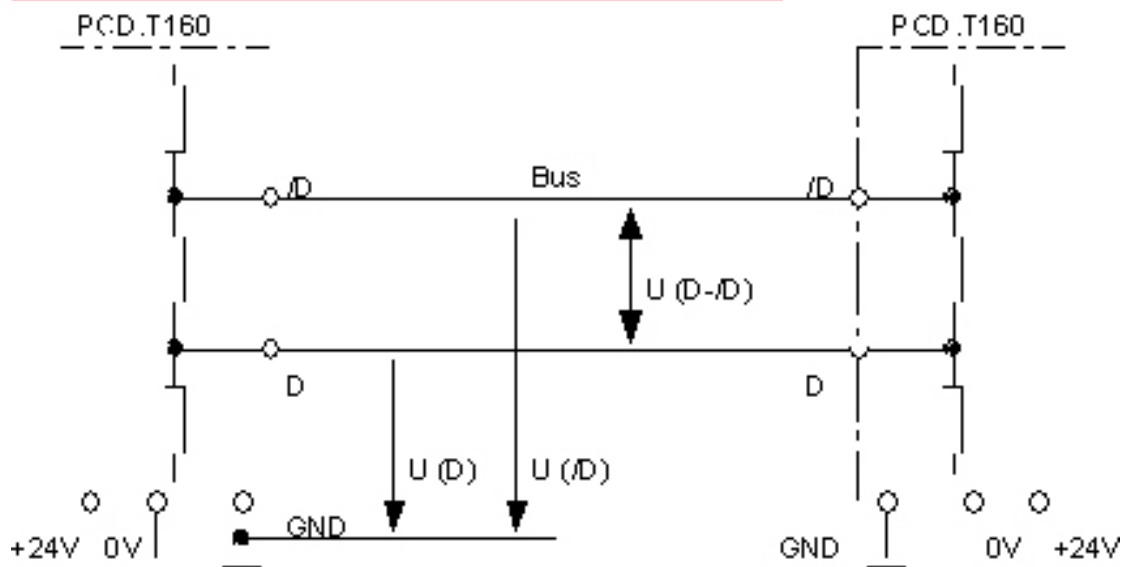 PCD.T160 PCD.T160
/D Bus /D
U (D-/D)
D D
U (D) U (/D)
GND
+24V 0V GND 0V +24V